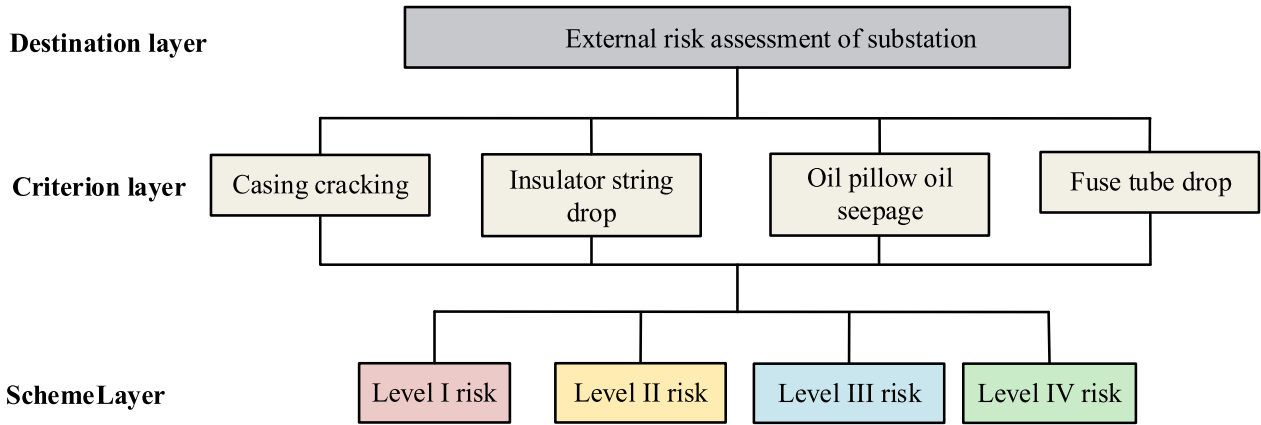 Destination layer
External risk assessment of substation
Criterion layer
Casing cracking
Insulator string
drop
Oil pillow oil
seepage
Fuse tube drop
SchemeLayer
Level I risk
Level II risk
Level III risk
Level IV risk